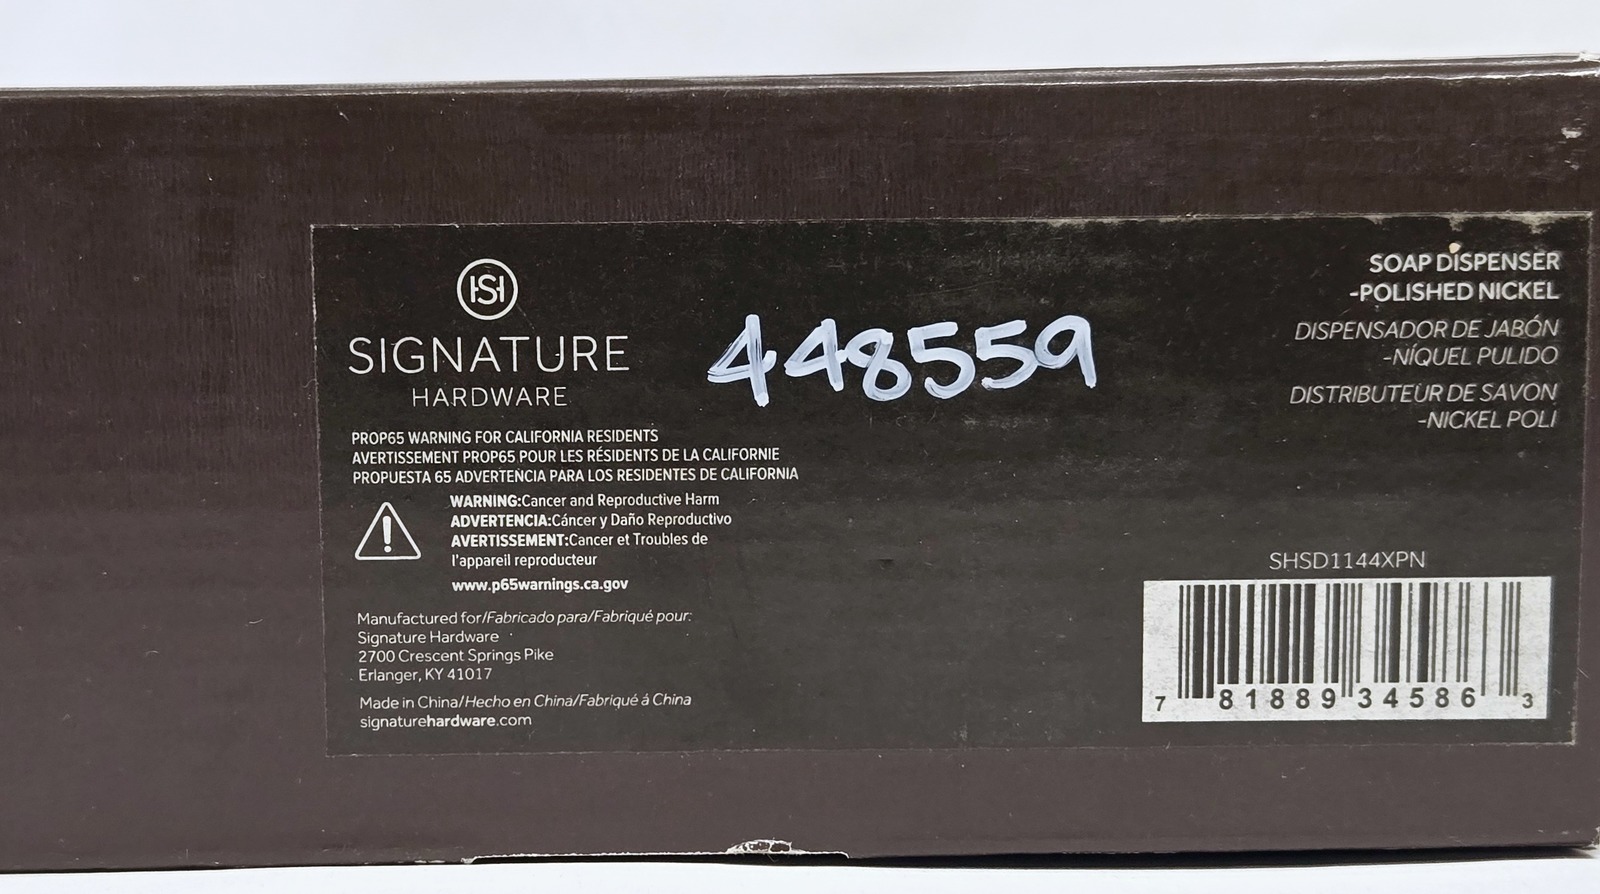 HSH
SIGNATURE
HARDWARE
448559
SOAP DISPENSER
-POLISHED NICKEL
DISPENSADOR DE JABÓN
-NÍQUEL PULIDO
DISTRIBUTEUR DE SAVON
-NICKEL POLI
PROP65 WARNING FOR CALIFORNIA RESIDENTS
AVERTISSEMENT PROP65 POUR LES RÉSIDENTS DE LA CALIFORNIE
PROPUESTA 65 ADVERTENCIA PARA LOS RESIDENTES DE CALIFORNIA
WARNING:Cancer and Reproductive Harm
ADVERTENCIA:Cáncer y Daño Reproductivo
AVERTISSEMENT:Cancer et Troubles de
l'appareil reproducteur
www.p65warnings.ca.gov
Manufactured for/Fabricado para/Fabriqué pour:
Signature Hardware
2700 Crescent Springs Pike
Erlanger, KY 41017
Made in China/Hecho en China/Fabriqué á China
signaturehardware.com
SHSD1144XPN
7 81889 34586 3